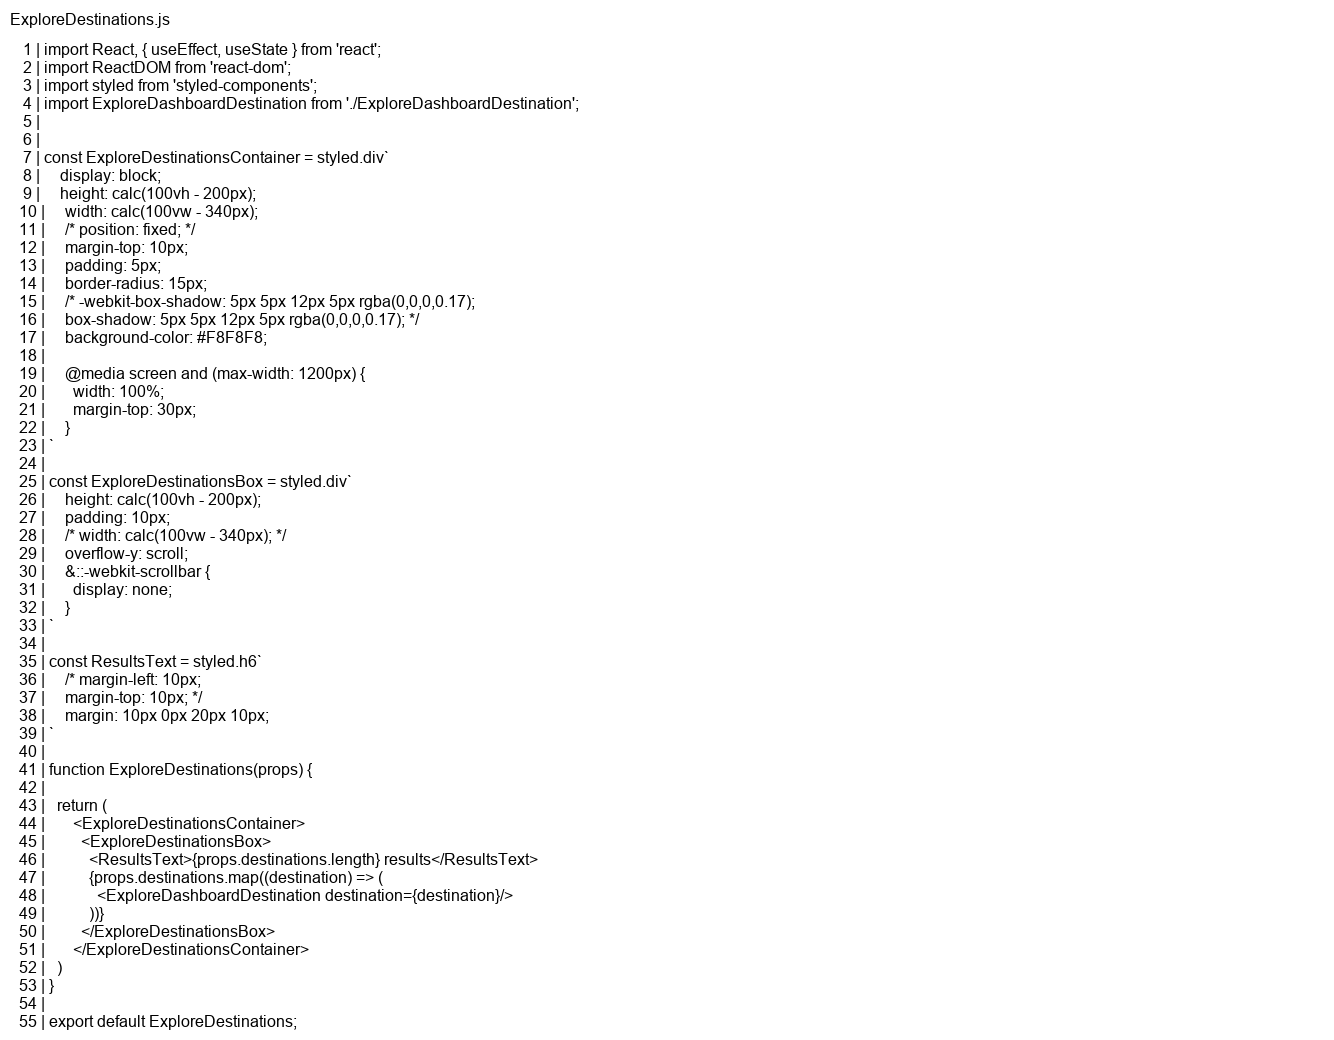 ExploreDestinations.js
1 | import React, { useEffect, useState } from 'react';
2 | import ReactDOM from 'react-dom';
3 | import styled from 'styled-components';
4 | import ExploreDashboardDestination from './ExploreDashboardDestination';
5 |
6 |
7 | const ExploreDestinationsContainer = styled.div`
8 |     display: block;
9 |     height: calc(100vh - 200px);
10 |     width: calc(100vw - 340px);
11 |     /* position: fixed; */
12 |     margin-top: 10px;
13 |     padding: 5px;
14 |     border-radius: 15px;
15 |     /* -webkit-box-shadow: 5px 5px 12px 5px rgba(0,0,0,0.17);
16 |     box-shadow: 5px 5px 12px 5px rgba(0,0,0,0.17); */
17 |     background-color: #F8F8F8;
18 |
19 |     @media screen and (max-width: 1200px) {
20 |       width: 100%;
21 |       margin-top: 30px;
22 |     }
23 | `
24 |
25 | const ExploreDestinationsBox = styled.div`
26 |     height: calc(100vh - 200px);
27 |     padding: 10px;
28 |     /* width: calc(100vw - 340px); */
29 |     overflow-y: scroll;
30 |     &::-webkit-scrollbar {
31 |       display: none;
32 |     }
33 | `
34 |
35 | const ResultsText = styled.h6`
36 |     /* margin-left: 10px;
37 |     margin-top: 10px; */
38 |     margin: 10px 0px 20px 10px;
39 | `
40 |
41 | function ExploreDestinations(props) {
42 |
43 |   return (
44 |       <ExploreDestinationsContainer>
45 |         <ExploreDestinationsBox>
46 |           <ResultsText>{props.destinations.length} results</ResultsText>
47 |           {props.destinations.map((destination) => (
48 |             <ExploreDashboardDestination destination={destination}/>
49 |           ))}
50 |         </ExploreDestinationsBox>
51 |       </ExploreDestinationsContainer>
52 |   )
53 | }
54 |
55 | export default ExploreDestinations;